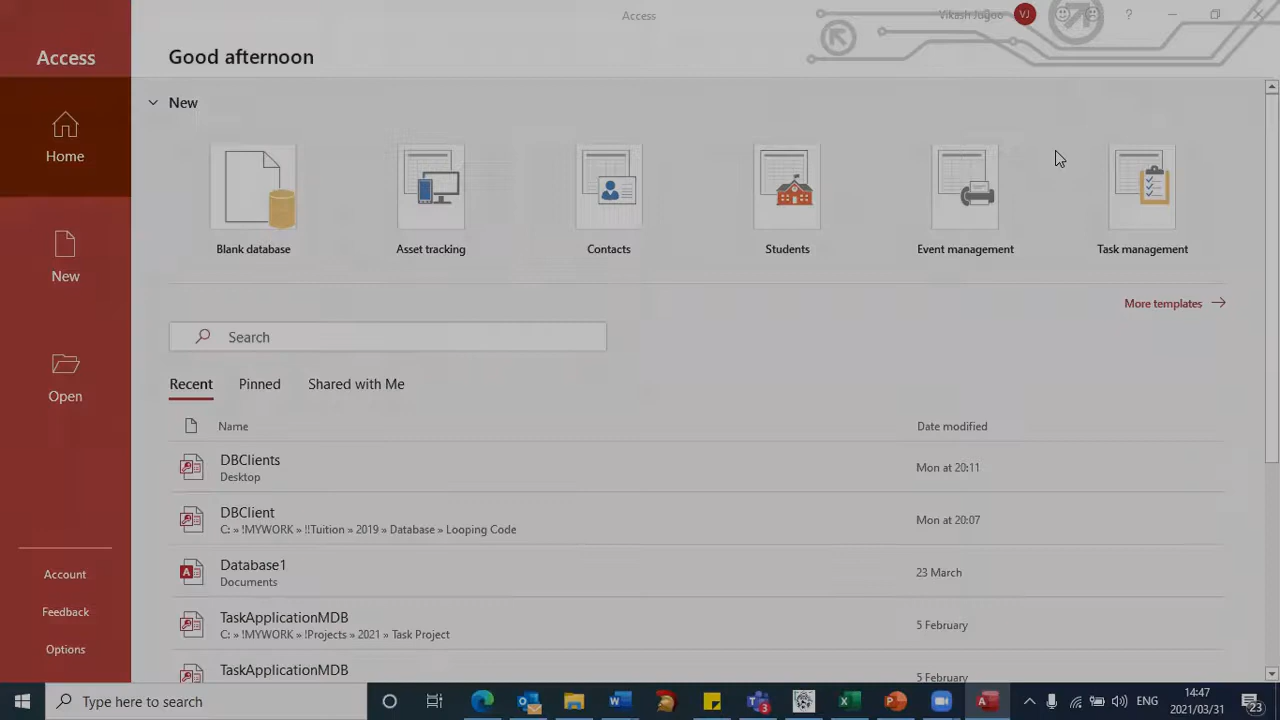 Access
Vikash Jugoo
VJ
?
Access
Good afternoon
New
Home
Blank database
Asset tracking
Contacts
Students
Event management
Task management
New
More templates
Search
Open
Recent
Pinned
Shared with Me
Name
Date modified
DBClients
Desktop
Mon at 20:11
DBClient
C: » !MYWORK » !!Tuition » 2019 » Database » Looping Code
Mon at 20:07
Database1
Documents
23 March
Account
Feedback
TaskApplicationMDB
C: » !MYWORK » !Projects » 2021 » Task Project
5 February
Options
TaskApplicationMDB
5 February
Type here to search
3
ENG
14:47
2021/03/31
23